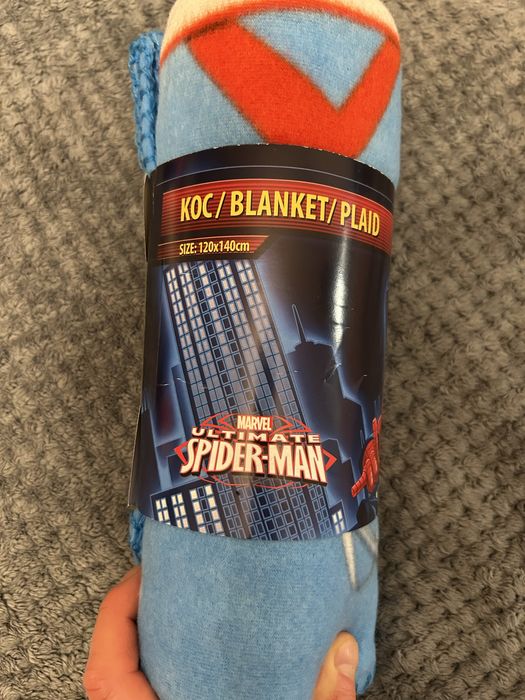 KOC/BLANKET/PLAID
SIZE: 120x140cm
MARVEL
ULTIMATE
SPIDER-MAN